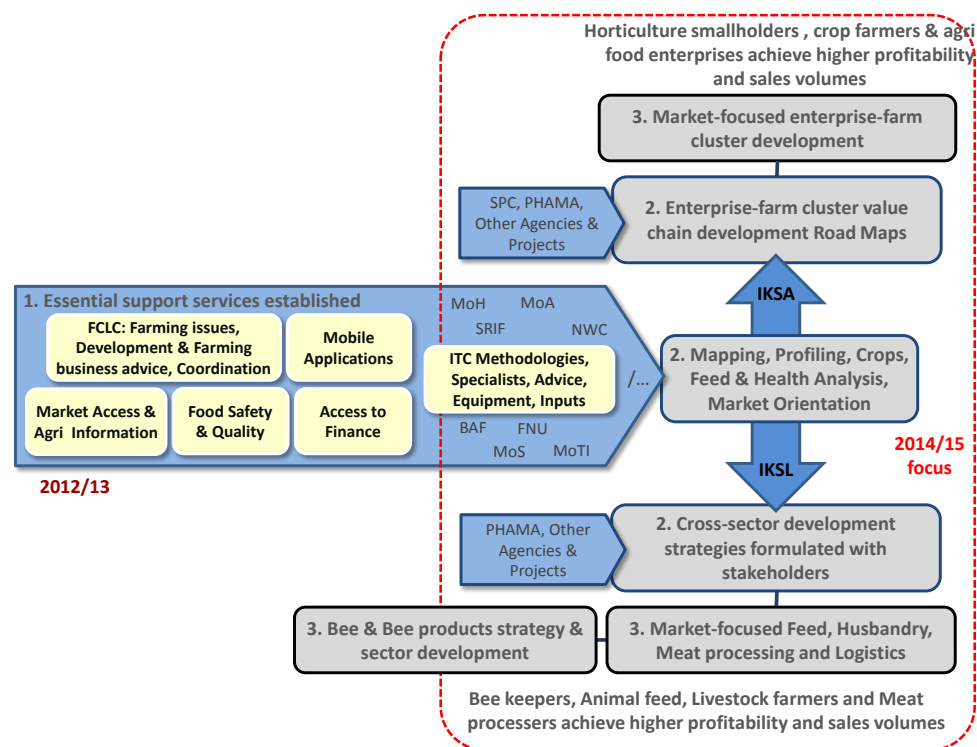 Horticulture smallholders , crop farmers & agri
food enterprises achieve higher profitability
and sales volumes
3. Market-focused enterprise-farm
cluster development
SPC, PHAMA,
Other Agencies &
Projects
2. Enterprise-farm cluster value
chain development Road Maps
IKSA
1. Essential support services established
FCLC: Farming issues,
Development & Farming
business advice, Coordination
Mobile
Applications
Market Access &
Agri Information
Food Safety
& Quality
Access to
Finance
MoH
MoA
SRIF
NWC
ITC Methodologies,
Specialists, Advice,
Equipment, Inputs
/...
BAF
FNU
MoS
MoTI
2. Mapping, Profiling, Crops,
Feed & Health Analysis,
Market Orientation
2012/13
2014/15
focus
IKSL
PHAMA, Other
Agencies &
Projects
2. Cross-sector development
strategies formulated with
stakeholders
3. Bee & Bee products strategy &
sector development
3. Market-focused Feed, Husbandry,
Meat processing and Logistics
Bee keepers, Animal feed, Livestock farmers and Meat
processers achieve higher profitability and sales volumes